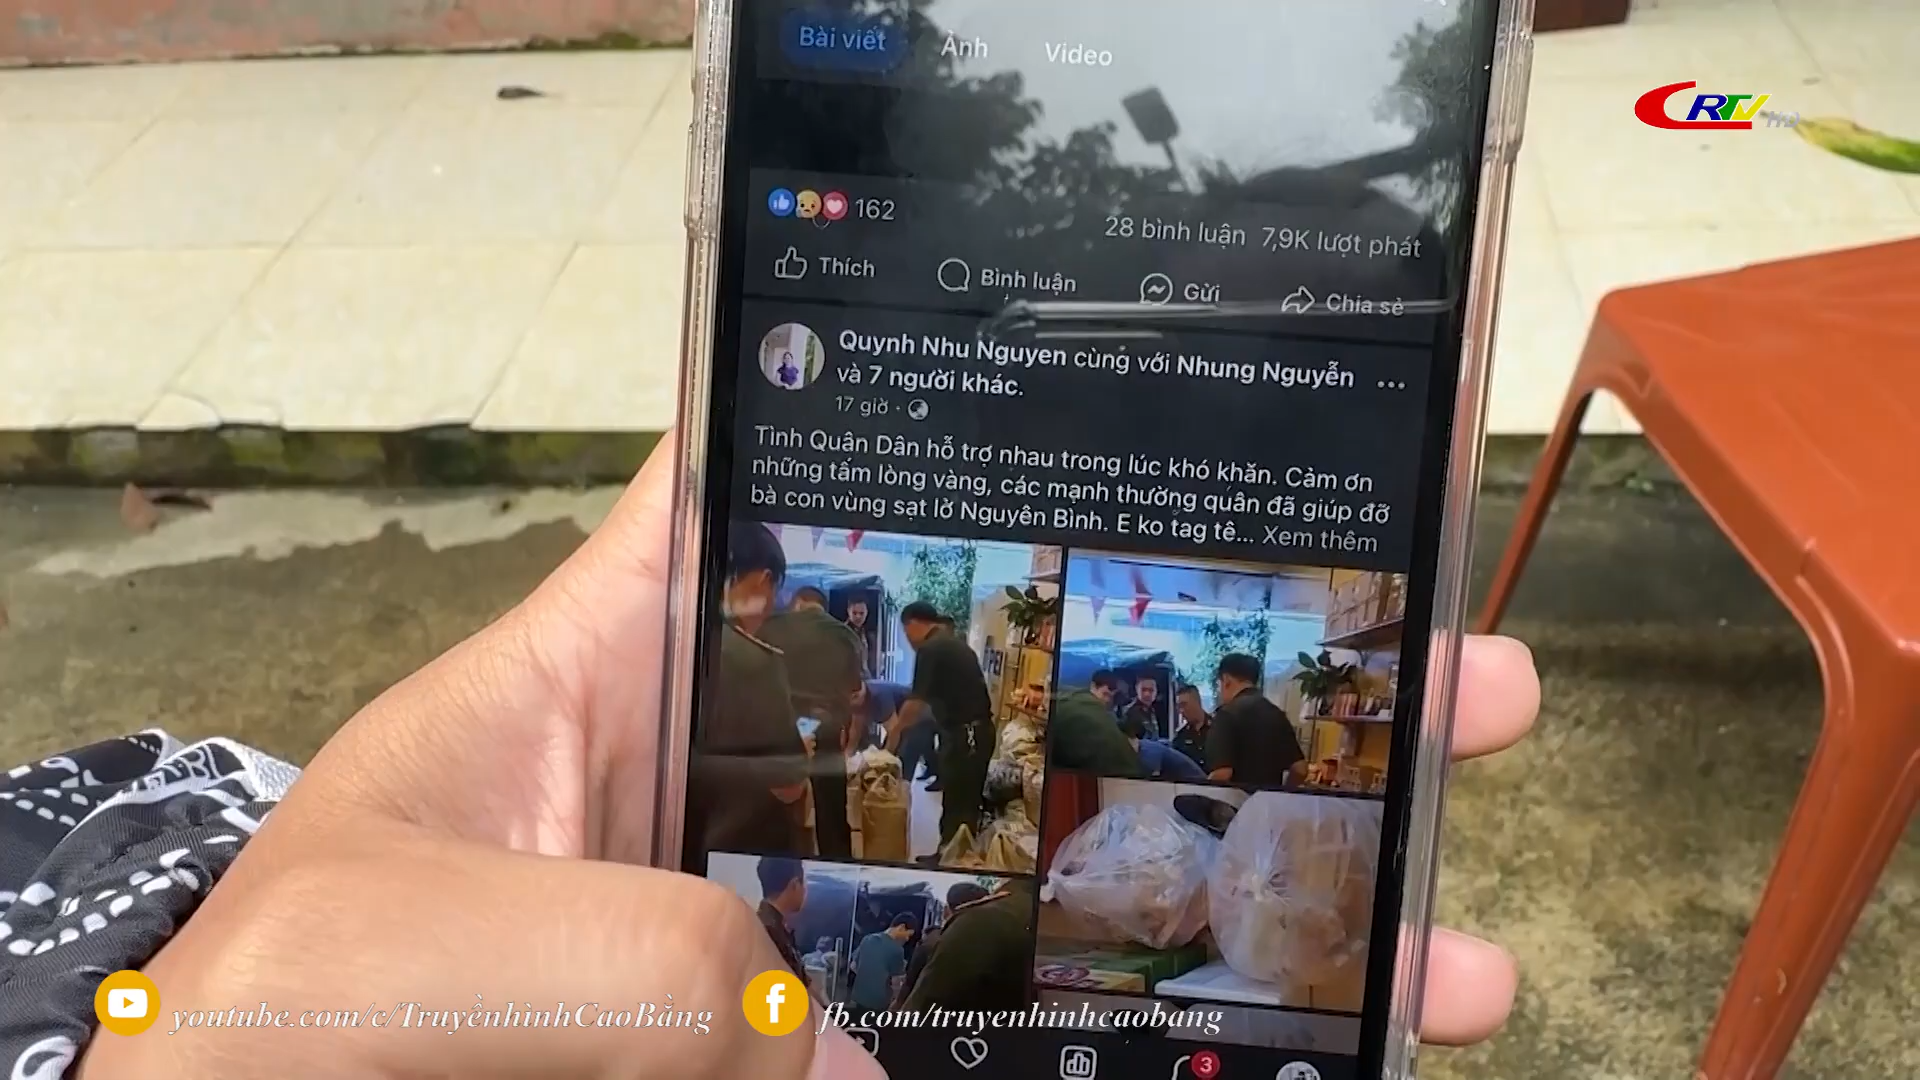 Bài viết
Ảnh
Video
CRTV HD
162
28 bình luận 7,9K lượt phát
Thích
Bình luận
Gửi
Chia sẻ
Quynh Nhu Nguyen cùng với Nhung Nguyễn
và 7 người khác.
17 giờ ·
Tình Quân Dân hỗ trợ nhau trong lúc khó khăn. Cảm ơn
những tấm lòng vàng, các mạnh thường quân đã giúp đỡ
bà con vùng sạt lở Nguyên Bình. E ko tag tê... Xem thêm
youtube.com/c/TruyềnhìnhCaoBằng
fb.com/truyenhinhcaobang
3